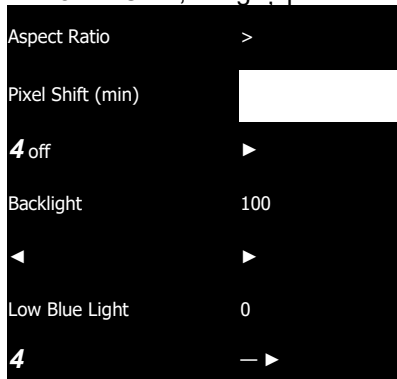 Aspect Ratio >
Pixel Shift (min)
4 off ►
Backlight 100
◄ ►
Low Blue Light 0
4 — ►